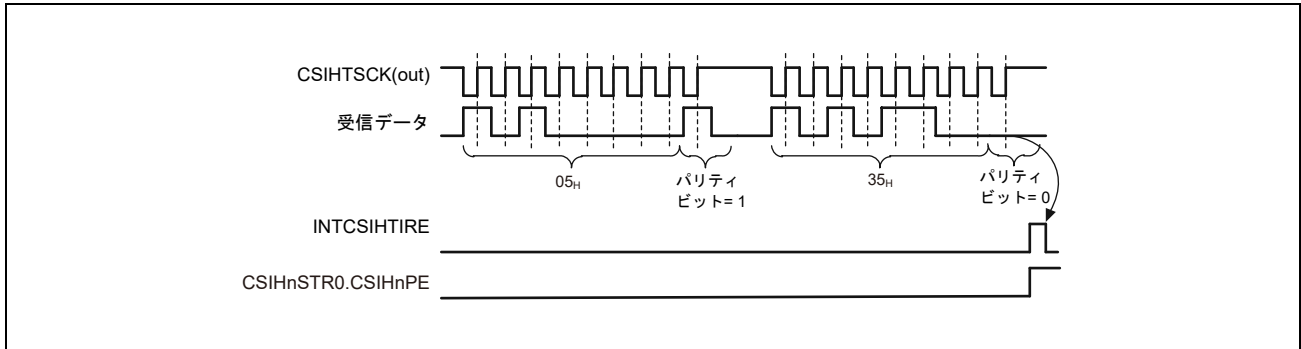 CSIHTSCK(out)
受信データ
05H
パリティ
ビット= 1
35H
パリティ
ビット= 0
INTCSIHTIRE
CSIHnSTR0.CSIHnPE